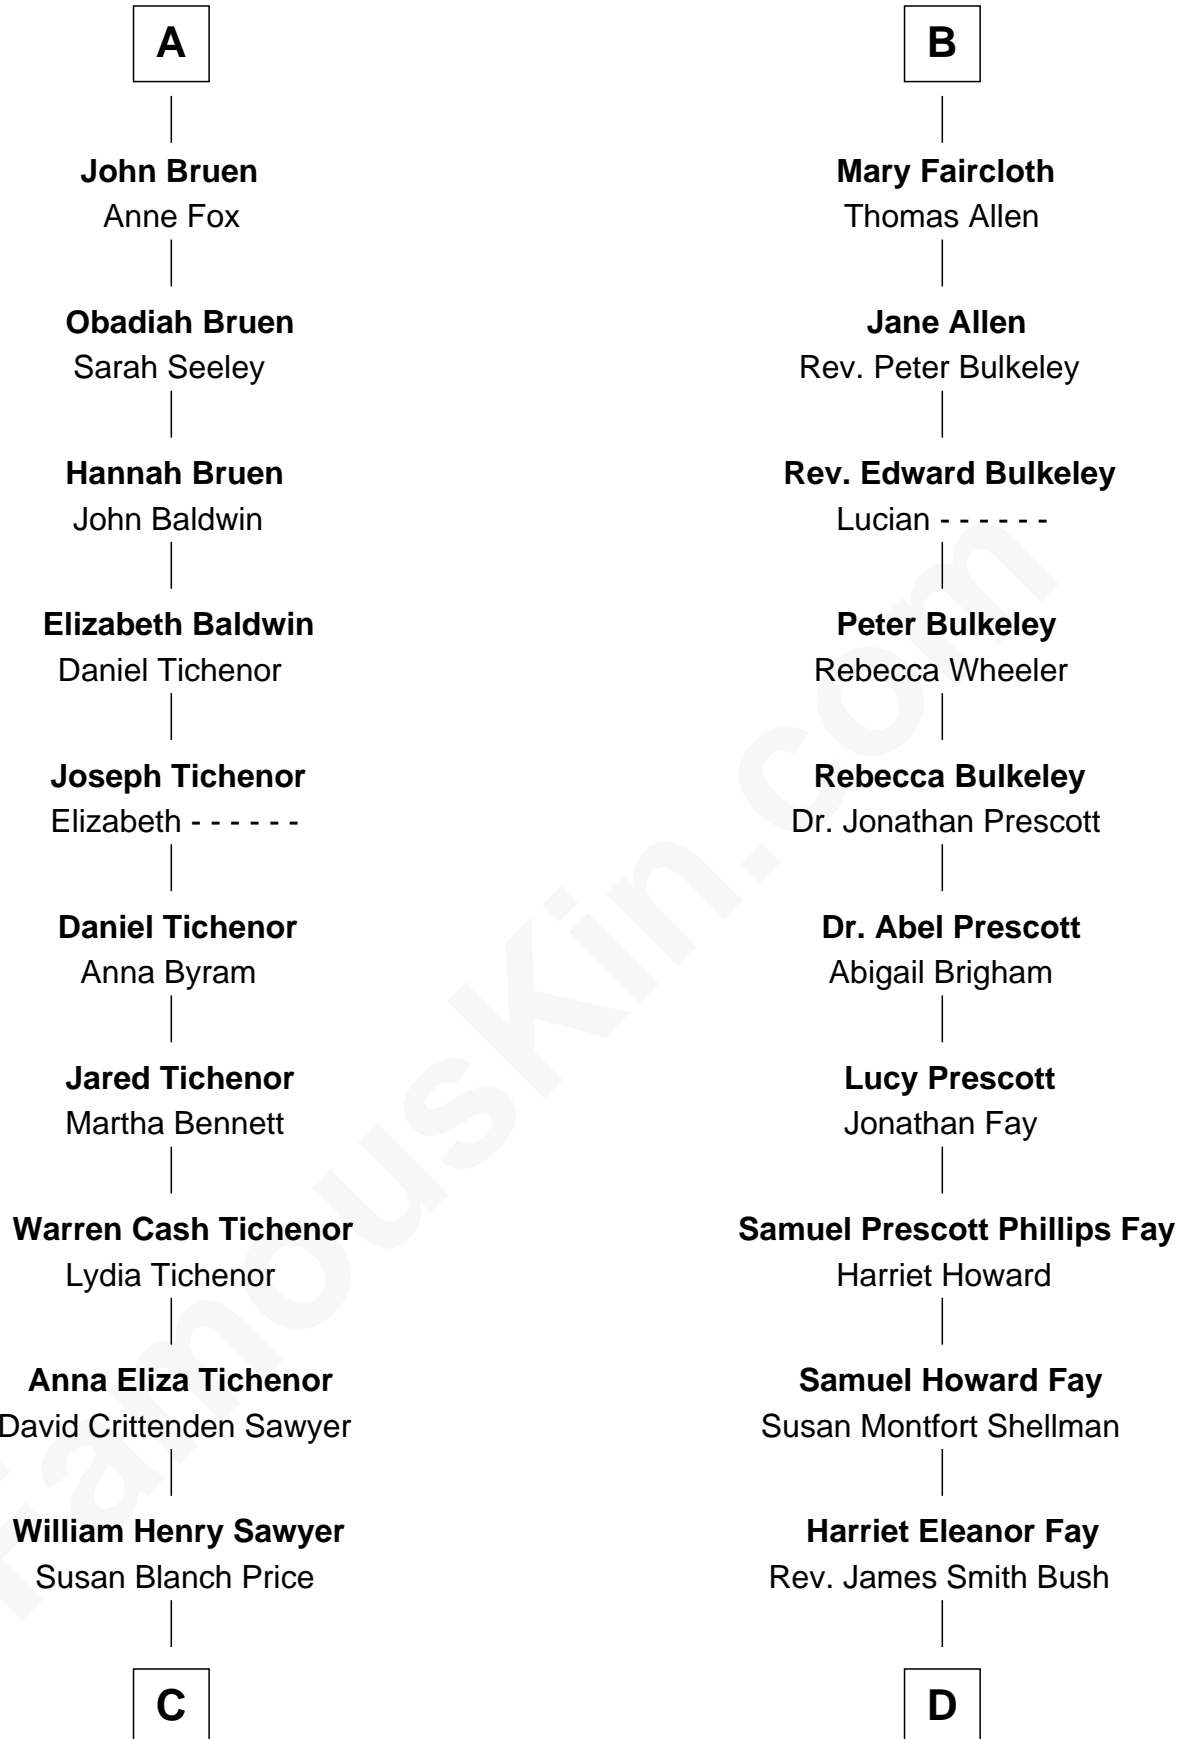 A
John Bruen
Anne Fox
Obadiah Bruen
Sarah Seeley
Hannah Bruen
John Baldwin
Elizabeth Baldwin
Daniel Tichenor
Joseph Tichenor
Elizabeth - - - - - -
Daniel Tichenor
Anna Byram
Jared Tichenor
Martha Bennett
Warren Cash Tichenor
Lydia Tichenor
Anna Eliza Tichenor
David Crittenden Sawyer
William Henry Sawyer
Susan Blanch Price
C
B
Mary Faircloth
Thomas Allen
Jane Allen
Rev. Peter Bulkeley
Rev. Edward Bulkeley
Lucian - - - - - -
Peter Bulkeley
Rebecca Wheeler
Rebecca Bulkeley
Dr. Jonathan Prescott
Dr. Abel Prescott
Abigail Brigham
Lucy Prescott
Jonathan Fay
Samuel Prescott Phillips Fay
Harriet Howard
Samuel Howard Fay
Susan Montfort Shellman
Harriet Eleanor Fay
Rev. James Smith Bush
D
FamousKin.com